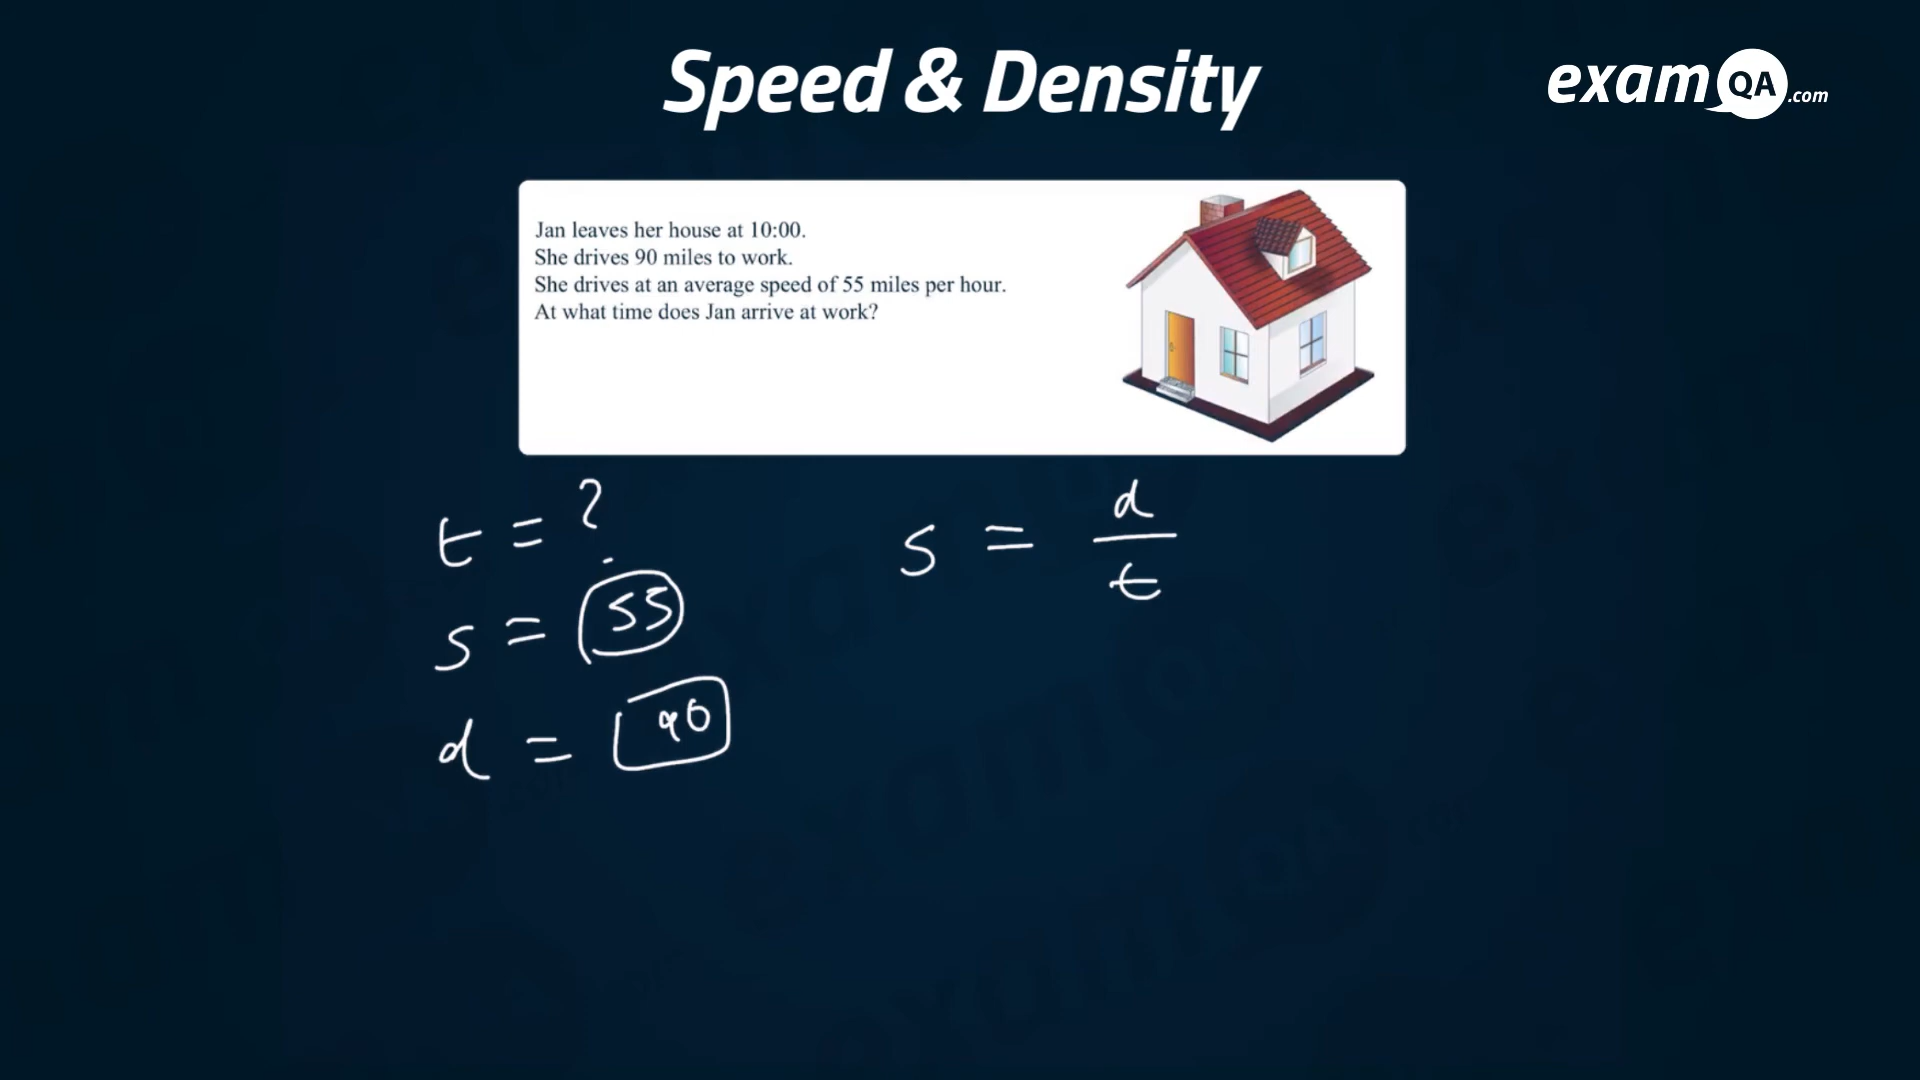 Speed & Density
examQA.com
Jan leaves her house at 10:00.
She drives 90 miles to work.
She drives at an average speed of 55 miles per hour.
At what time does Jan arrive at work?
t = ?
s = 55
d = 90
s = d/t